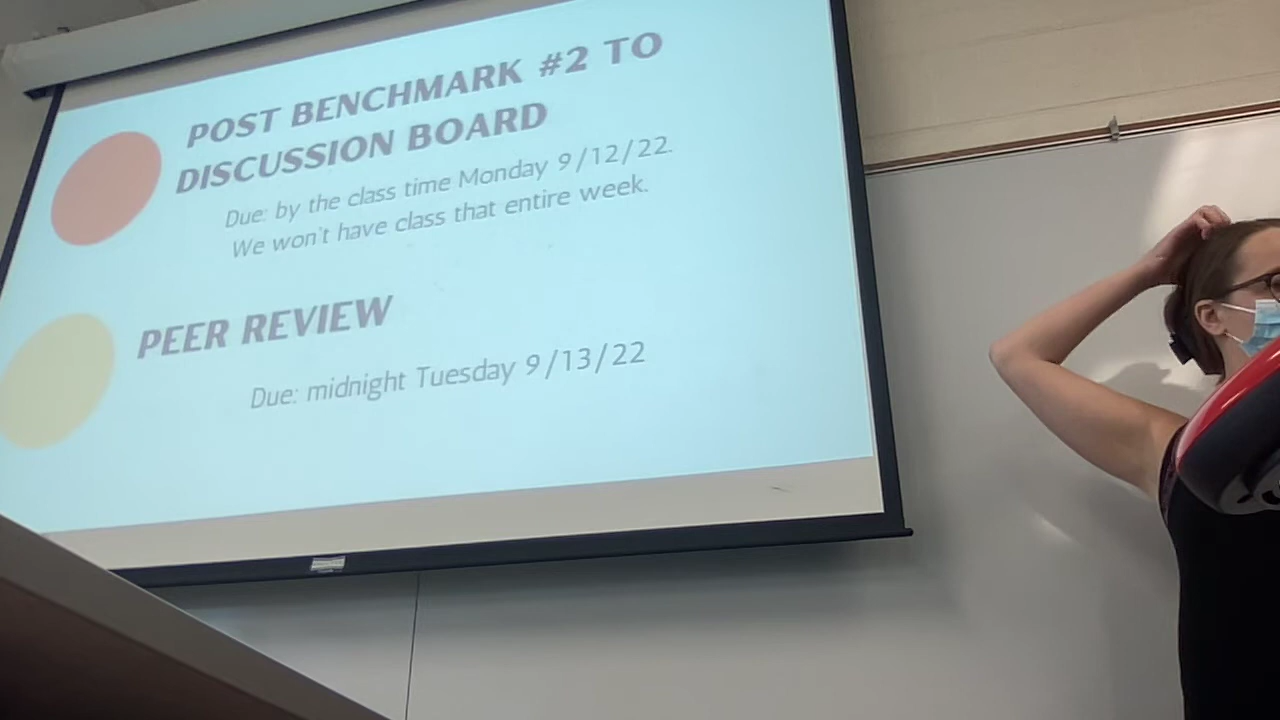 POST BENCHMARK #2 TO
DISCUSSION BOARD
Due: by the class time Monday 9/12/22.
We won't have class that entire week.
PEER REVIEW
Due: midnight Tuesday 9/13/22